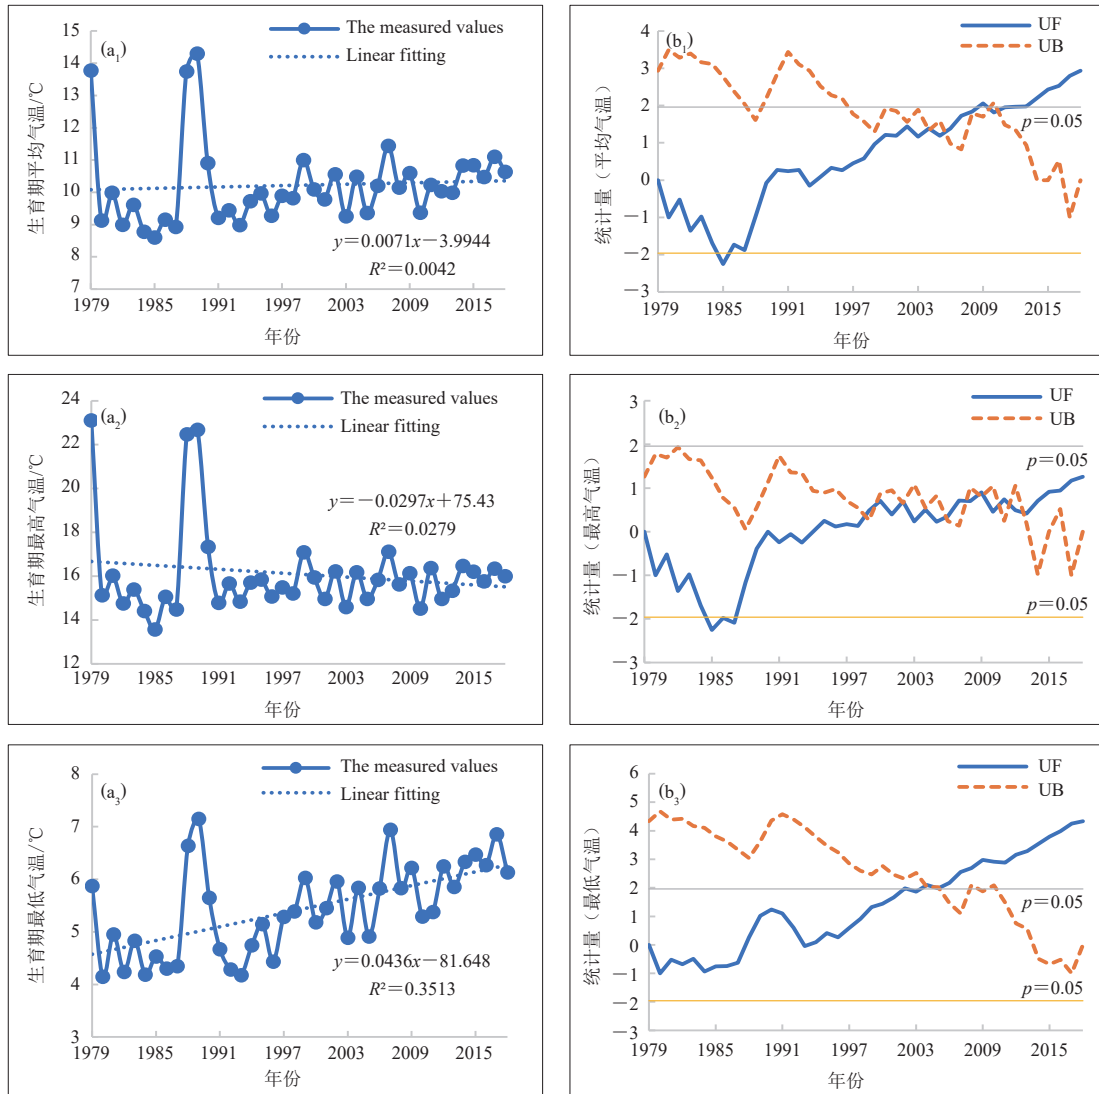 (a1)
The measured values
Linear fitting
15
14
13
12
11
10
9
8
7
生育期平均气温/℃
y=0.0071x−3.9944
R²=0.0042
1979 1985 1991 1997 2003 2009 2015
年份
(b1)
UF
UB
4
3
2
1
0
−1
−2
−3
统计量（平均气温）
p=0.05
1979 1985 1991 1997 2003 2009 2015
年份
(a2)
The measured values
Linear fitting
24
22
20
18
16
14
12
生育期最高气温/℃
y=−0.0297x+75.43
R²=0.0279
1979 1985 1991 1997 2003 2009 2015
年份
(b2)
UF
UB
3
2
1
0
−1
−2
−3
统计量（最高气温）
p=0.05
p=0.05
1979 1985 1991 1997 2003 2009 2015
年份
(a3)
The measured values
Linear fitting
8
7
6
5
4
3
生育期最低气温/℃
y=0.0436x−81.648
R²=0.3513
1979 1985 1991 1997 2003 2009 2015
年份
(b3)
UF
UB
6
5
4
3
2
1
0
−1
−2
−3
统计量（最低气温）
p=0.05
p=0.05
1979 1985 1991 1997 2003 2009 2015
年份